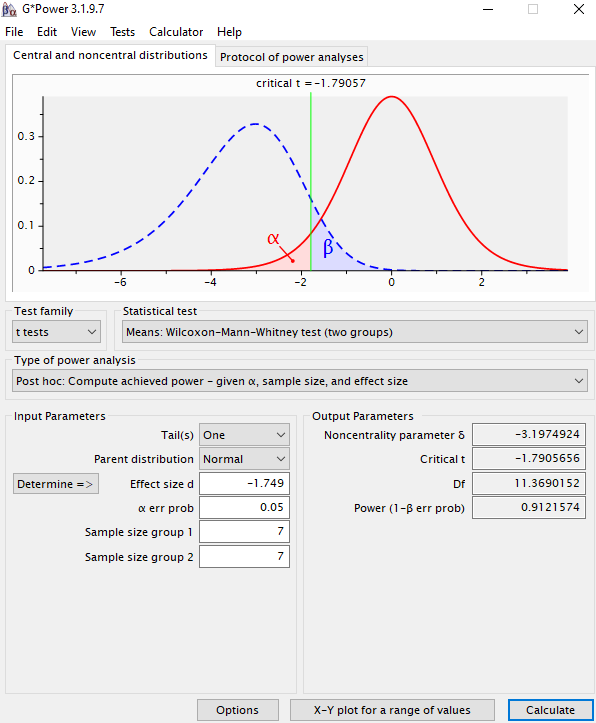 G*Power 3.1.9.7
File Edit View Tests Calculator Help
Central and noncentral distributions Protocol of power analyses
critical t = -1.79057
0.3
0.2
0.1
0
α
β
-6 -4 -2 0 2
Test family Statistical test
t tests Means: Wilcoxon-Mann-Whitney test (two groups)
Type of power analysis
Post hoc: Compute achieved power - given α, sample size, and effect size
Input Parameters Output Parameters
Tail(s) One Noncentrality parameter δ -3.1974924
Parent distribution Normal Critical t -1.7905656
Determine => Effect size d -1.749 Df 11.3690152
α err prob 0.05 Power (1-β err prob) 0.9121574
Sample size group 1 7
Sample size group 2 7
Options X-Y plot for a range of values Calculate